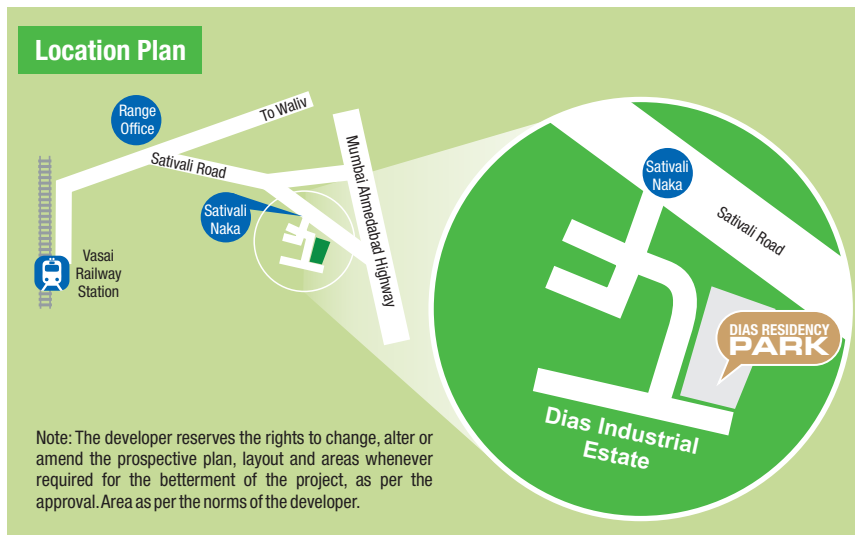 Location Plan
Range
Office
To Waliv
Sativali Road
Mumbai Ahmedabad Highway
Sativali
Naka
Vasai
Railway
Station
Sativali
Naka
Sativali Road
DIAS RESIDENCY
PARK
Dias Industrial
Estate
Note: The developer reserves the rights to change, alter or
amend the prospective plan, layout and areas whenever
required for the betterment of the project, as per the
approval. Area as per the norms of the developer.